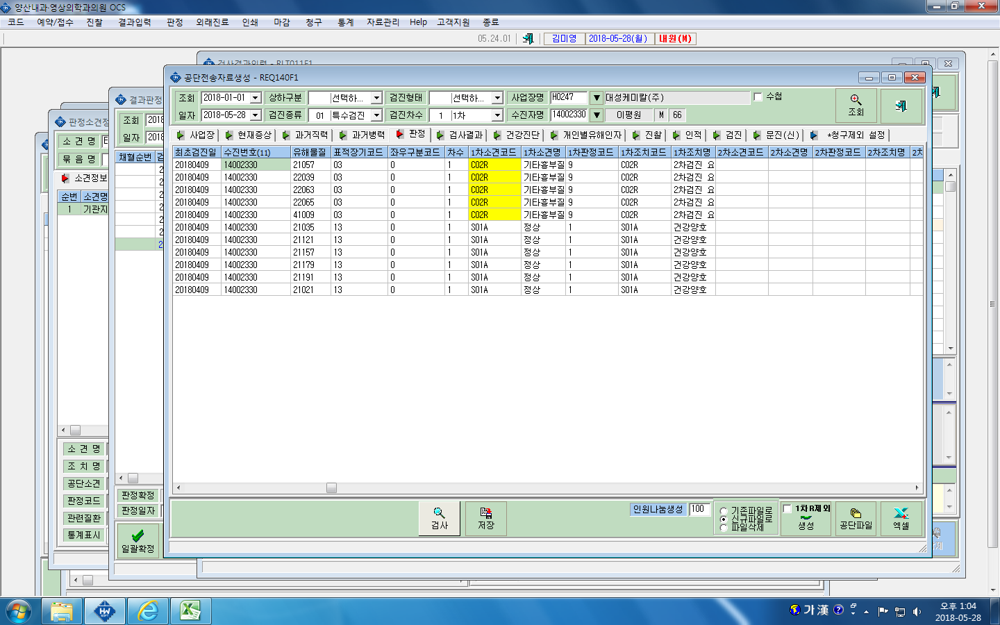 양산내과·영상의학과의원 OCS
코드 예약/접수 진찰 결과입력 판정 외래진료 인쇄 마감 청구 통계 자료관리 Help 고객지원 종료
05.24.01 김미영 2018-05-28(월) 내원(M)
검사결과입력 - RLT011F1
공단전송자료생성 - REQ140F1
조회 2018-01-01 상하구분 선택하... 검진형태 선택하... 사업장명 H0247 ▼ 대성케미칼(주) 수첩
일자 2018-05-28 검진종류 01 특수검진 검진차수 1 1차 수진자명 14002330 ▼ 이평원 M 66
조회
사업장 현재증상 과거직력 과거병력 판정 검사결과 건강진단 개인별유해인자 진찰 인적 검진 문진(신) *청구제외 설정
최초검진일 수진번호(11) 유해물질 표적장기코드 좌우구분코드 차수 1차소견코드 1차소견명 1차판정코드 1차조치코드 1차조치명 2차소견코드 2차소견명 2차판정코드 2차조치명 2차
20180409 14002330 21057 03 0 1 C02R 기타흉부질 9 C02R 2차검진 요
20180409 14002330 22039 03 0 1 C02R 기타흉부질 9 C02R 2차검진 요
20180409 14002330 22063 03 0 1 C02R 기타흉부질 9 C02R 2차검진 요
20180409 14002330 22065 03 0 1 C02R 기타흉부질 9 C02R 2차검진 요
20180409 14002330 41009 03 0 1 C02R 기타흉부질 9 C02R 2차검진 요
20180409 14002330 21035 13 0 1 S01A 정상 1 S01A 건강양호
20180409 14002330 21121 13 0 1 S01A 정상 1 S01A 건강양호
20180409 14002330 21157 13 0 1 S01A 정상 1 S01A 건강양호
20180409 14002330 21179 13 0 1 S01A 정상 1 S01A 건강양호
20180409 14002330 21191 13 0 1 S01A 정상 1 S01A 건강양호
20180409 14002330 21021 13 0 1 S01A 정상 1 S01A 건강양호
검사 저장 인원나눔생성 100
기존파일로
신규파일로
파일삭제
1차R제외
생성 공단파일 엑셀
결과판정
조회 2018
일자 2018
채혈순번
판정확정
판정일자
일괄확정
판정소견정
소 견 명
묶 음 명
소견정보
순번 소견명
1 기관지
소 견 명
조 치 명
공단소견
판정코드
관련질환
통계표시
가 漢
오후 1:04
2018-05-28